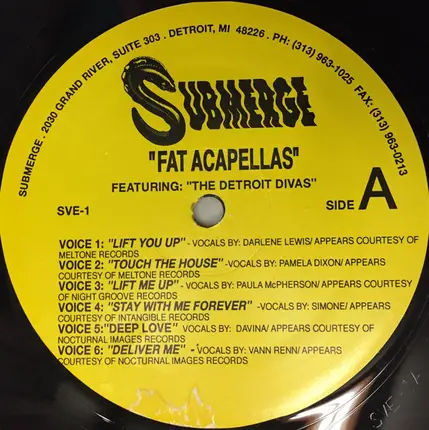 SUBMERGE . 2030 GRAND RIVER, SUITE 303 . DETROIT, MI 48226 . PH: (313) 963-1025 FAX: (313) 963-0213
SUBMERGE
"FAT ACAPELLAS"
FEATURING: "THE DETROIT DIVAS"
SVE-1
SIDE A
VOICE 1: "LIFT YOU UP" - VOCALS BY: DARLENE LEWIS/ APPEARS COURTESY OF
MELTONE RECORDS
VOICE 2: "TOUCH THE HOUSE" -VOCALS BY: PAMELA DIXON/ APPEARS
COURTESY OF MELTONE RECORDS
VOICE 3: "LIFT ME UP" - VOCALS BY: PAULA McPHERSON/ APPEARS COURTESY
OF NIGHT GROOVE RECORDS
VOICE 4: "STAY WITH ME FOREVER" -VOCALS BY: SIMONE/ APPEARS
COURTESY OF INTANGIBLE RECORDS
VOICE 5:"DEEP LOVE" VOCALS BY: DAVINA/ APPEARS COURTESY OF
NOCTURNAL IMAGES RECORDS
VOICE 6: "DELIVER ME" -VOCALS BY: VANN RENN/ APPEARS
COURTESY OF NOCTURNAL IMAGES RECORDS
SVE-1A